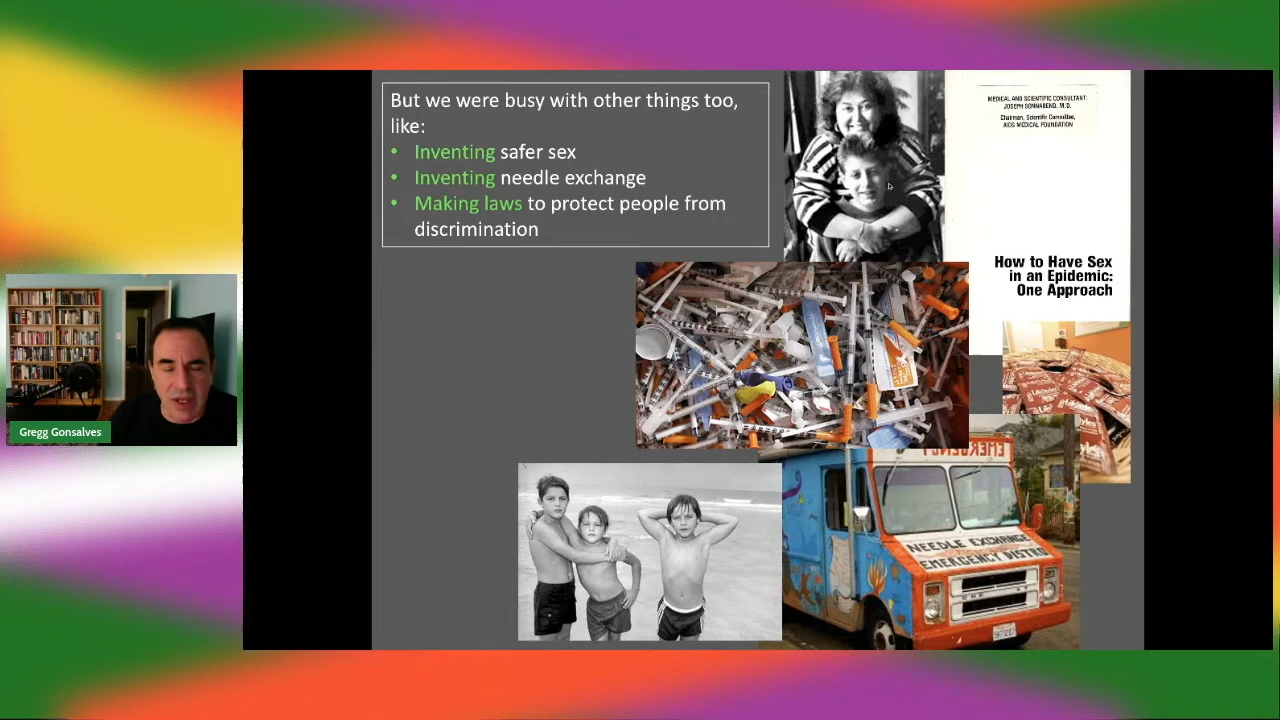 But we were busy with other things too,
like:
• Inventing safer sex
• Inventing needle exchange
• Making laws to protect people from
discrimination
MEDICAL AND SCIENTIFIC CONSULTANT:
JOSEPH SONNABEND, M.D.
Chairman, Scientific Committee,
AIDS MEDICAL FOUNDATION
How to Have Sex
in an Epidemic:
One Approach
NEEDLE EXCHANGE
EMERGENCY DISTRO
Gregg Gonsalves